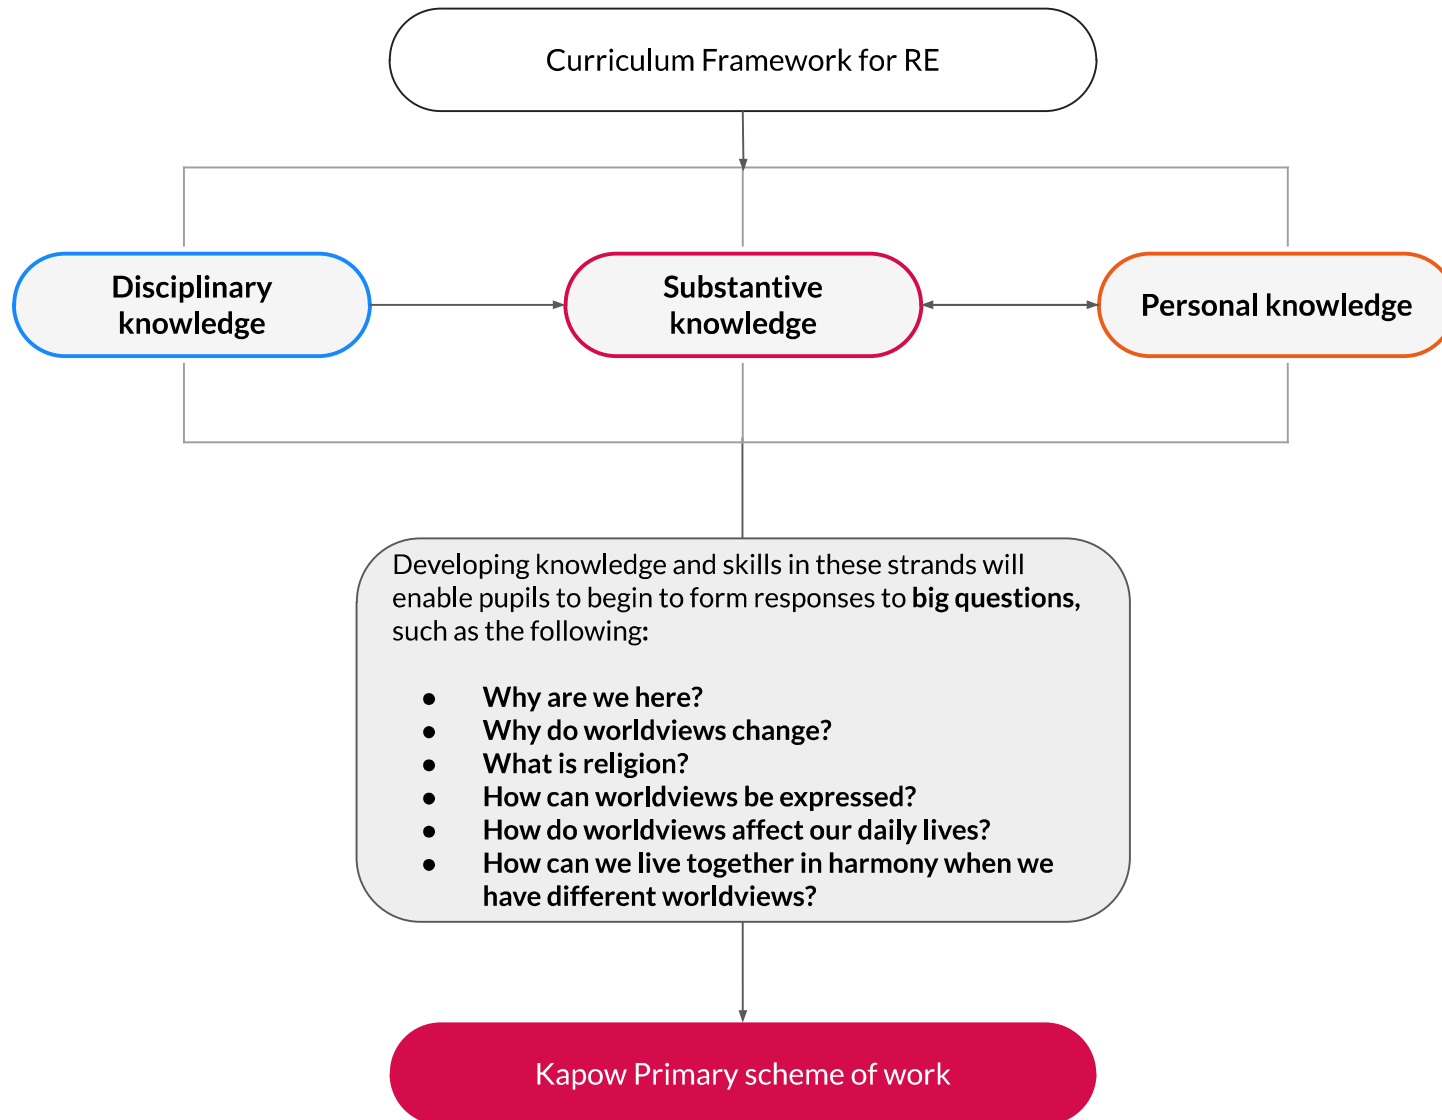 Curriculum Framework for RE
Disciplinary
knowledge
Substantive
knowledge
Personal knowledge
Developing knowledge and skills in these strands will
enable pupils to begin to form responses to big questions,
such as the following:
● Why are we here?
● Why do worldviews change?
● What is religion?
● How can worldviews be expressed?
● How do worldviews affect our daily lives?
● How can we live together in harmony when we
have different worldviews?
Kapow Primary scheme of work